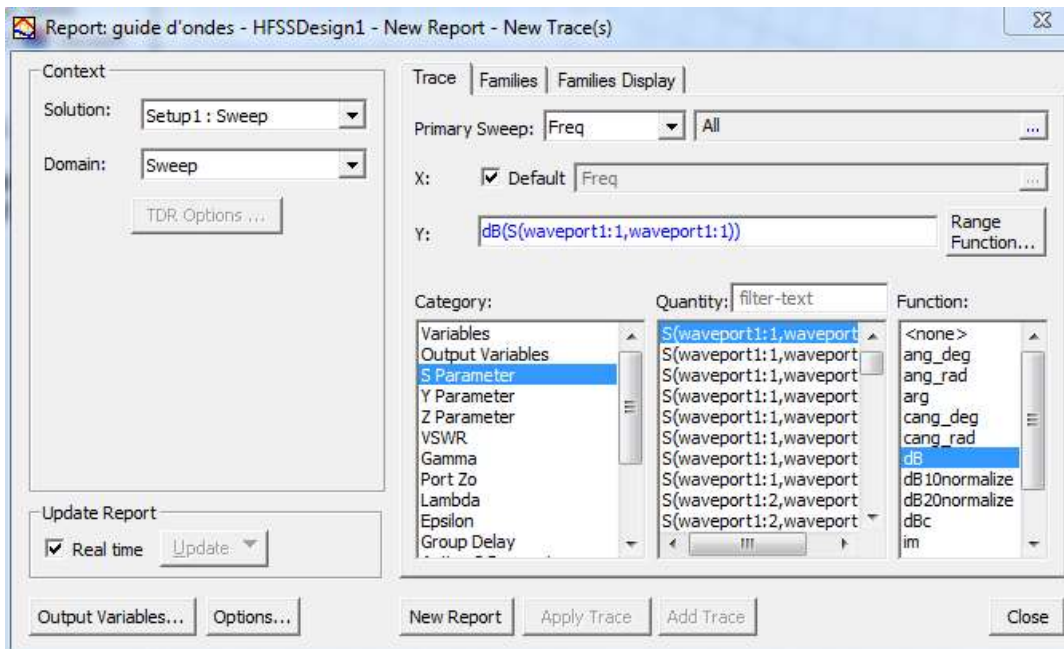 Report: guide d'ondes - HFSSDesign1 - New Report - New Trace(s)
Context
Solution:
Setup1 : Sweep
Domain:
Sweep
TDR Options ...
Update Report
Real time
Update
Output Variables...
Options...
Trace
Families
Families Display
Primary Sweep:
Freq
All
...
X:
Default
Freq
...
Y:
dB(S(waveport1:1,waveport1:1))
Range
Function...
Category:
Variables
Output Variables
S Parameter
Y Parameter
Z Parameter
VSWR
Gamma
Port Zo
Lambda
Epsilon
Group Delay
Quantity:
filter-text
S(waveport1:1,waveport
S(waveport1:1,waveport
S(waveport1:1,waveport
S(waveport1:1,waveport
S(waveport1:1,waveport
S(waveport1:1,waveport
S(waveport1:1,waveport
S(waveport1:1,waveport
S(waveport1:2,waveport
S(waveport1:2,waveport
Function:
<none>
ang_deg
ang_rad
arg
cang_deg
cang_rad
dB
dB10normalize
dB20normalize
dBc
im
New Report
Apply Trace
Add Trace
Close